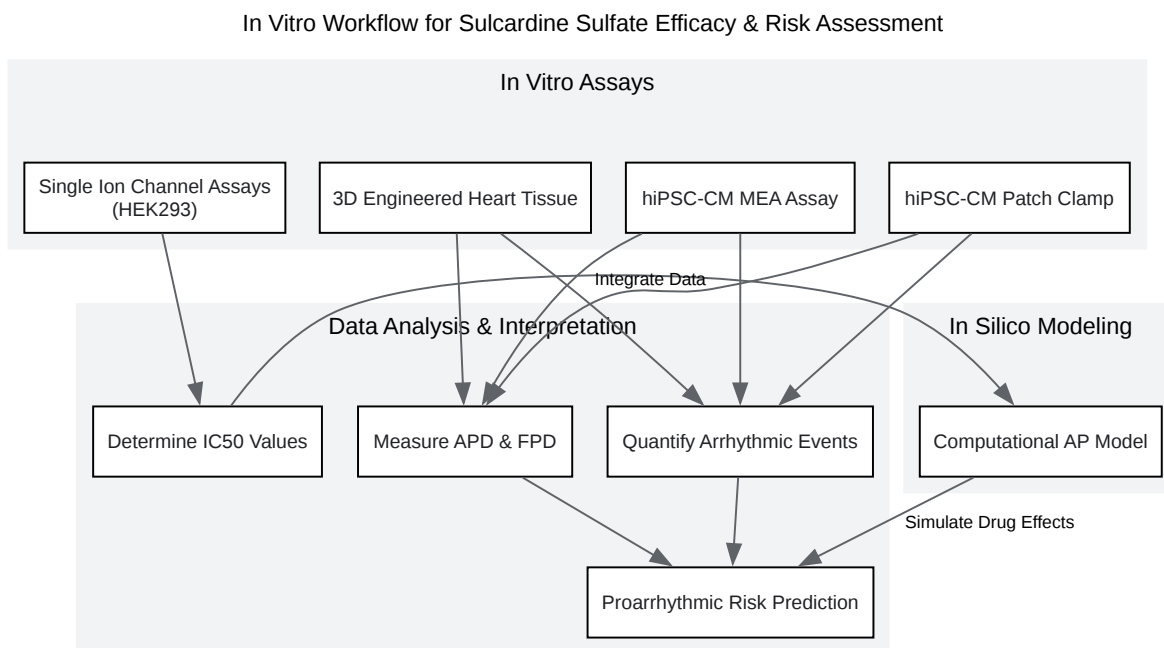 In Vitro Workflow for Sulcardine Sulfate Efficacy & Risk Assessment
In Vitro Assays
Single Ion Channel Assays
(HEK293)
3D Engineered Heart Tissue
hiPSC-CM MEA Assay
hiPSC-CM Patch Clamp
Integrate Data
Data Analysis & Interpretation
In Silico Modeling
Determine IC50 Values
Measure APD & FPD
Quantify Arrhythmic Events
Computational AP Model
Simulate Drug Effects
Proarrhythmic Risk Prediction